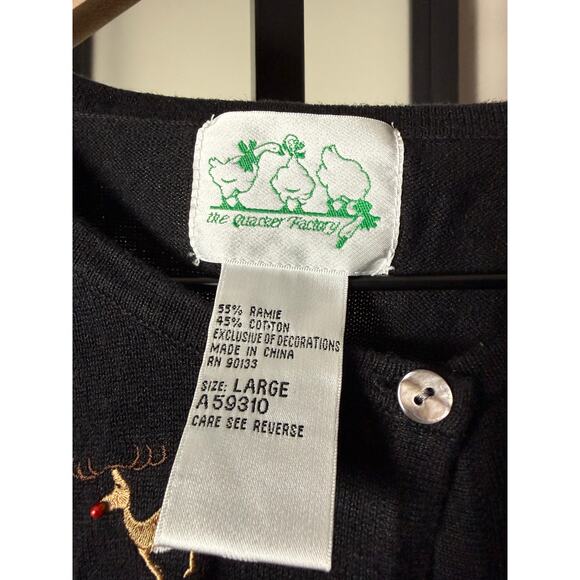 the Quacker Factory
55% RAMIE
45% COTTON
EXCLUSIVE OF DECORATIONS
MADE IN CHINA
RN 90133
SIZE: LARGE
A59310
CARE SEE REVERSE